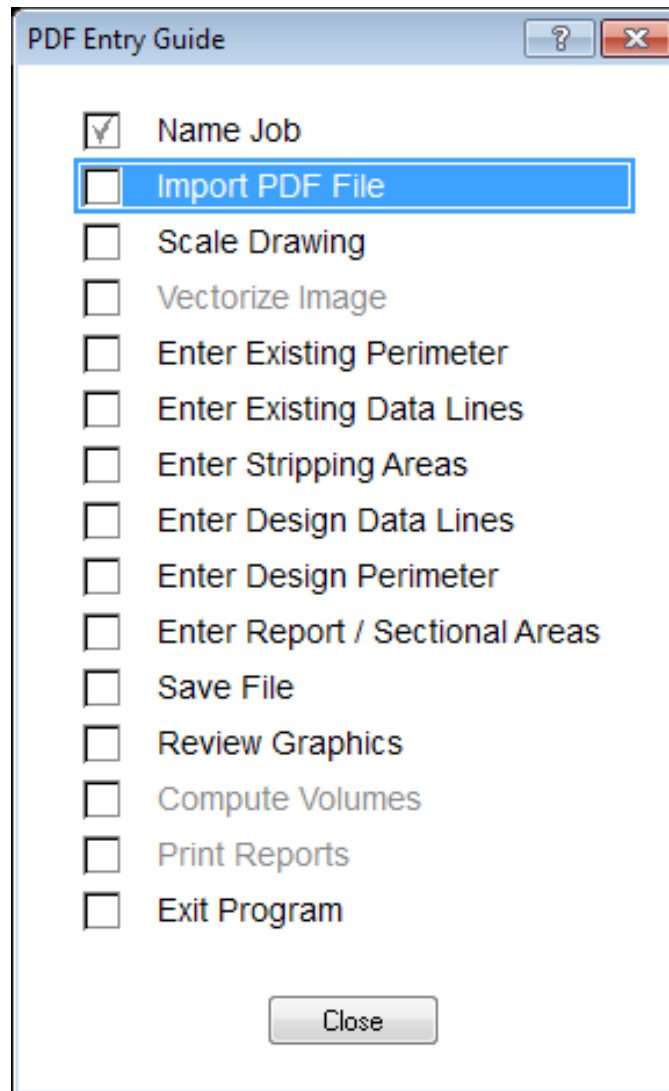 PDF Entry Guide
Name Job
Import PDF File
Scale Drawing
Vectorize Image
Enter Existing Perimeter
Enter Existing Data Lines
Enter Stripping Areas
Enter Design Data Lines
Enter Design Perimeter
Enter Report / Sectional Areas
Save File
Review Graphics
Compute Volumes
Print Reports
Exit Program
Close